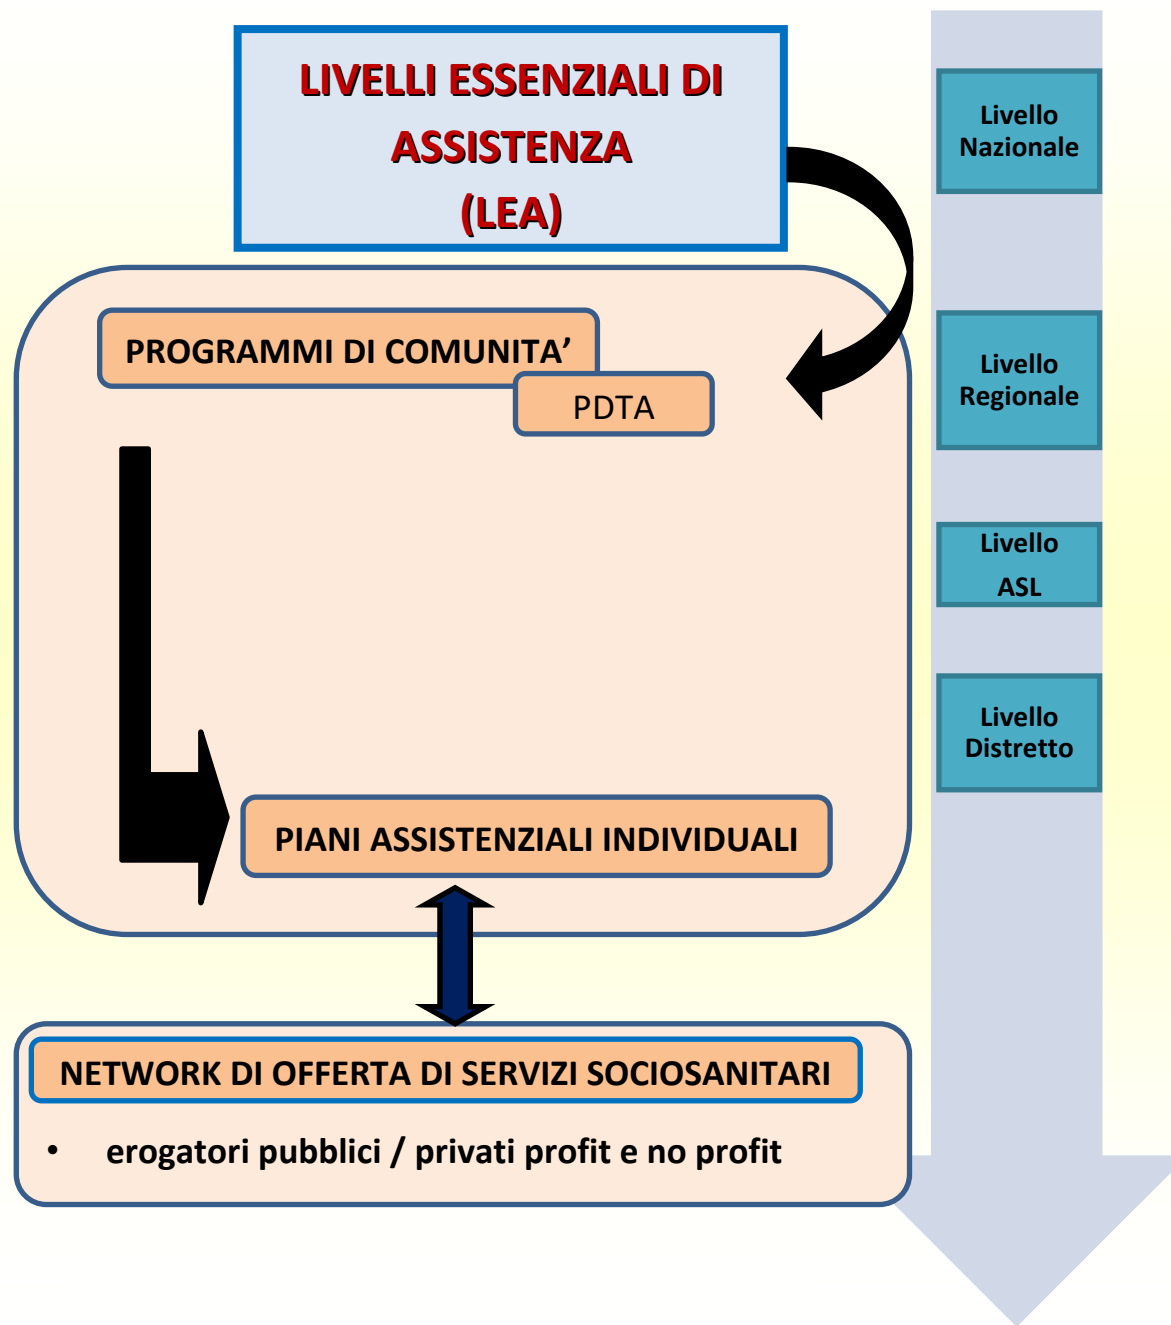 LIVELLI ESSENZIALI DI
ASSISTENZA
(LEA)
Livello
Nazionale
PROGRAMMI DI COMUNITA’
PDTA
Livello
Regionale
Livello
ASL
Livello
Distretto
PIANI ASSISTENZIALI INDIVIDUALI
NETWORK DI OFFERTA DI SERVIZI SOCIOSANITARI
• erogatori pubblici / privati profit e no profit